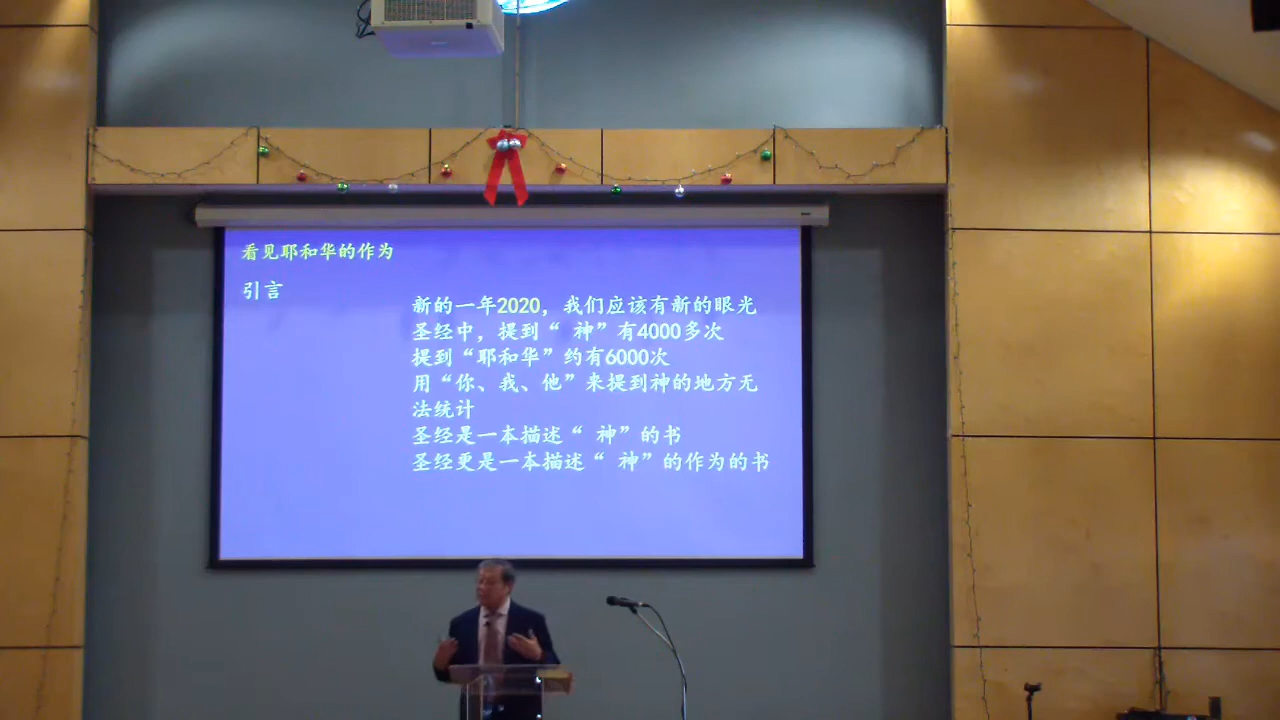 看见耶和华的作为
引言
新的一年2020，我们应该有新的眼光
圣经中，提到“ 神”有4000多次
提到“耶和华”约有6000次
用“你、我、他”来提到神的地方无
法统计
圣经是一本描述“ 神”的书
圣经更是一本描述“ 神”的作为的书